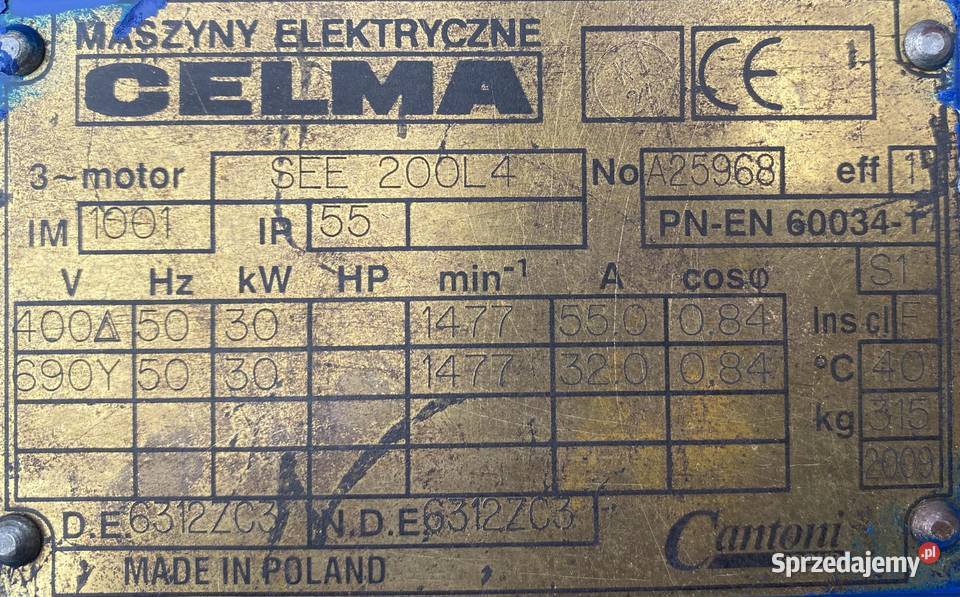 MASZYNY ELEKTRYCZNE
CELMA CE
3~motor SEE 200L4 No A25968 eff 1
IM 1001 IP 55 PN-EN 60034-1
V Hz kW HP min-1 A cosφ S1
400Δ 50 30 1477 55.0 0.84 Ins cl F
690Y 50 30 1477 32.0 0.84 °C 40
kg 315
2009
D.E. 6312ZC3 N.D.E. 6312ZC3
Cantoni
MADE IN POLAND
Sprzedajemy.pl